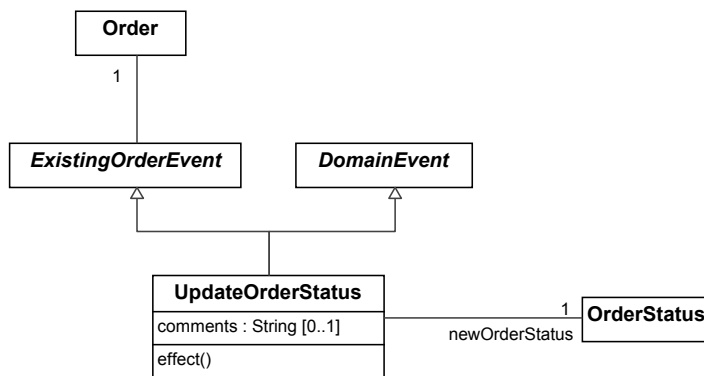 Order
1
ExistingOrderEvent
DomainEvent
UpdateOrderStatus
comments : String [0..1]
effect()
1
newOrderStatus
OrderStatus